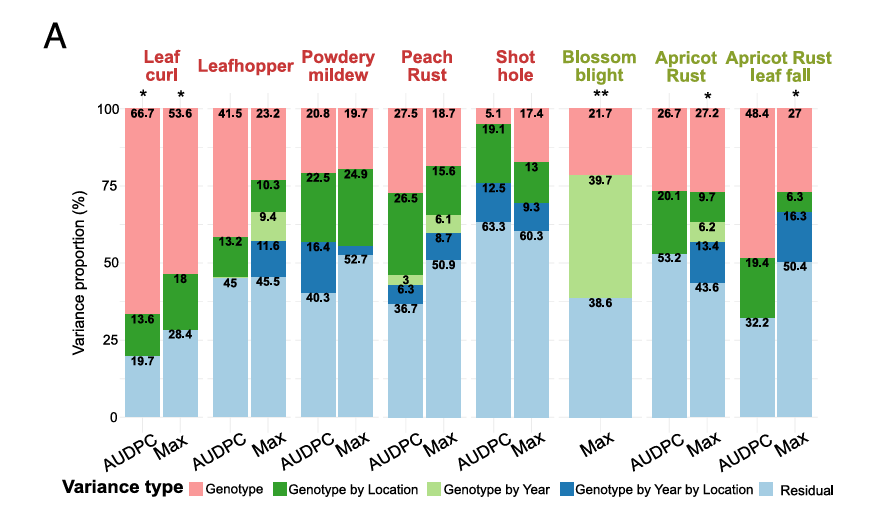 A
Leaf curl
Leafhopper
Powdery mildew
Peach Rust
Shot hole
Blossom blight
Apricot Rust
Apricot Rust leaf fall
* * ** * *
100 66.7 53.6 41.5 23.2 20.8 19.7 27.5 18.7 5.1 17.4 21.7 26.7 27.2 48.4 27
19.1
75 10.3 22.5 24.9 26.5 15.6 12.5 13 39.7 20.1 9.7 6.3
9.4 6.1 9.3 6.2 16.3
13.2 11.6 16.4 8.7 63.3 60.3 13.4
50 18 45 45.5 52.7 3 50.9 53.2 43.6 19.4 50.4
6.3
13.6 40.3 36.7 38.6
25 28.4 32.2
19.7
0
Variance proportion (%)
AUDPC Max AUDPC Max AUDPC Max AUDPC Max AUDPC Max Max AUDPC Max AUDPC Max
Variance type Genotype Genotype by Location Genotype by Year Genotype by Year by Location Residual